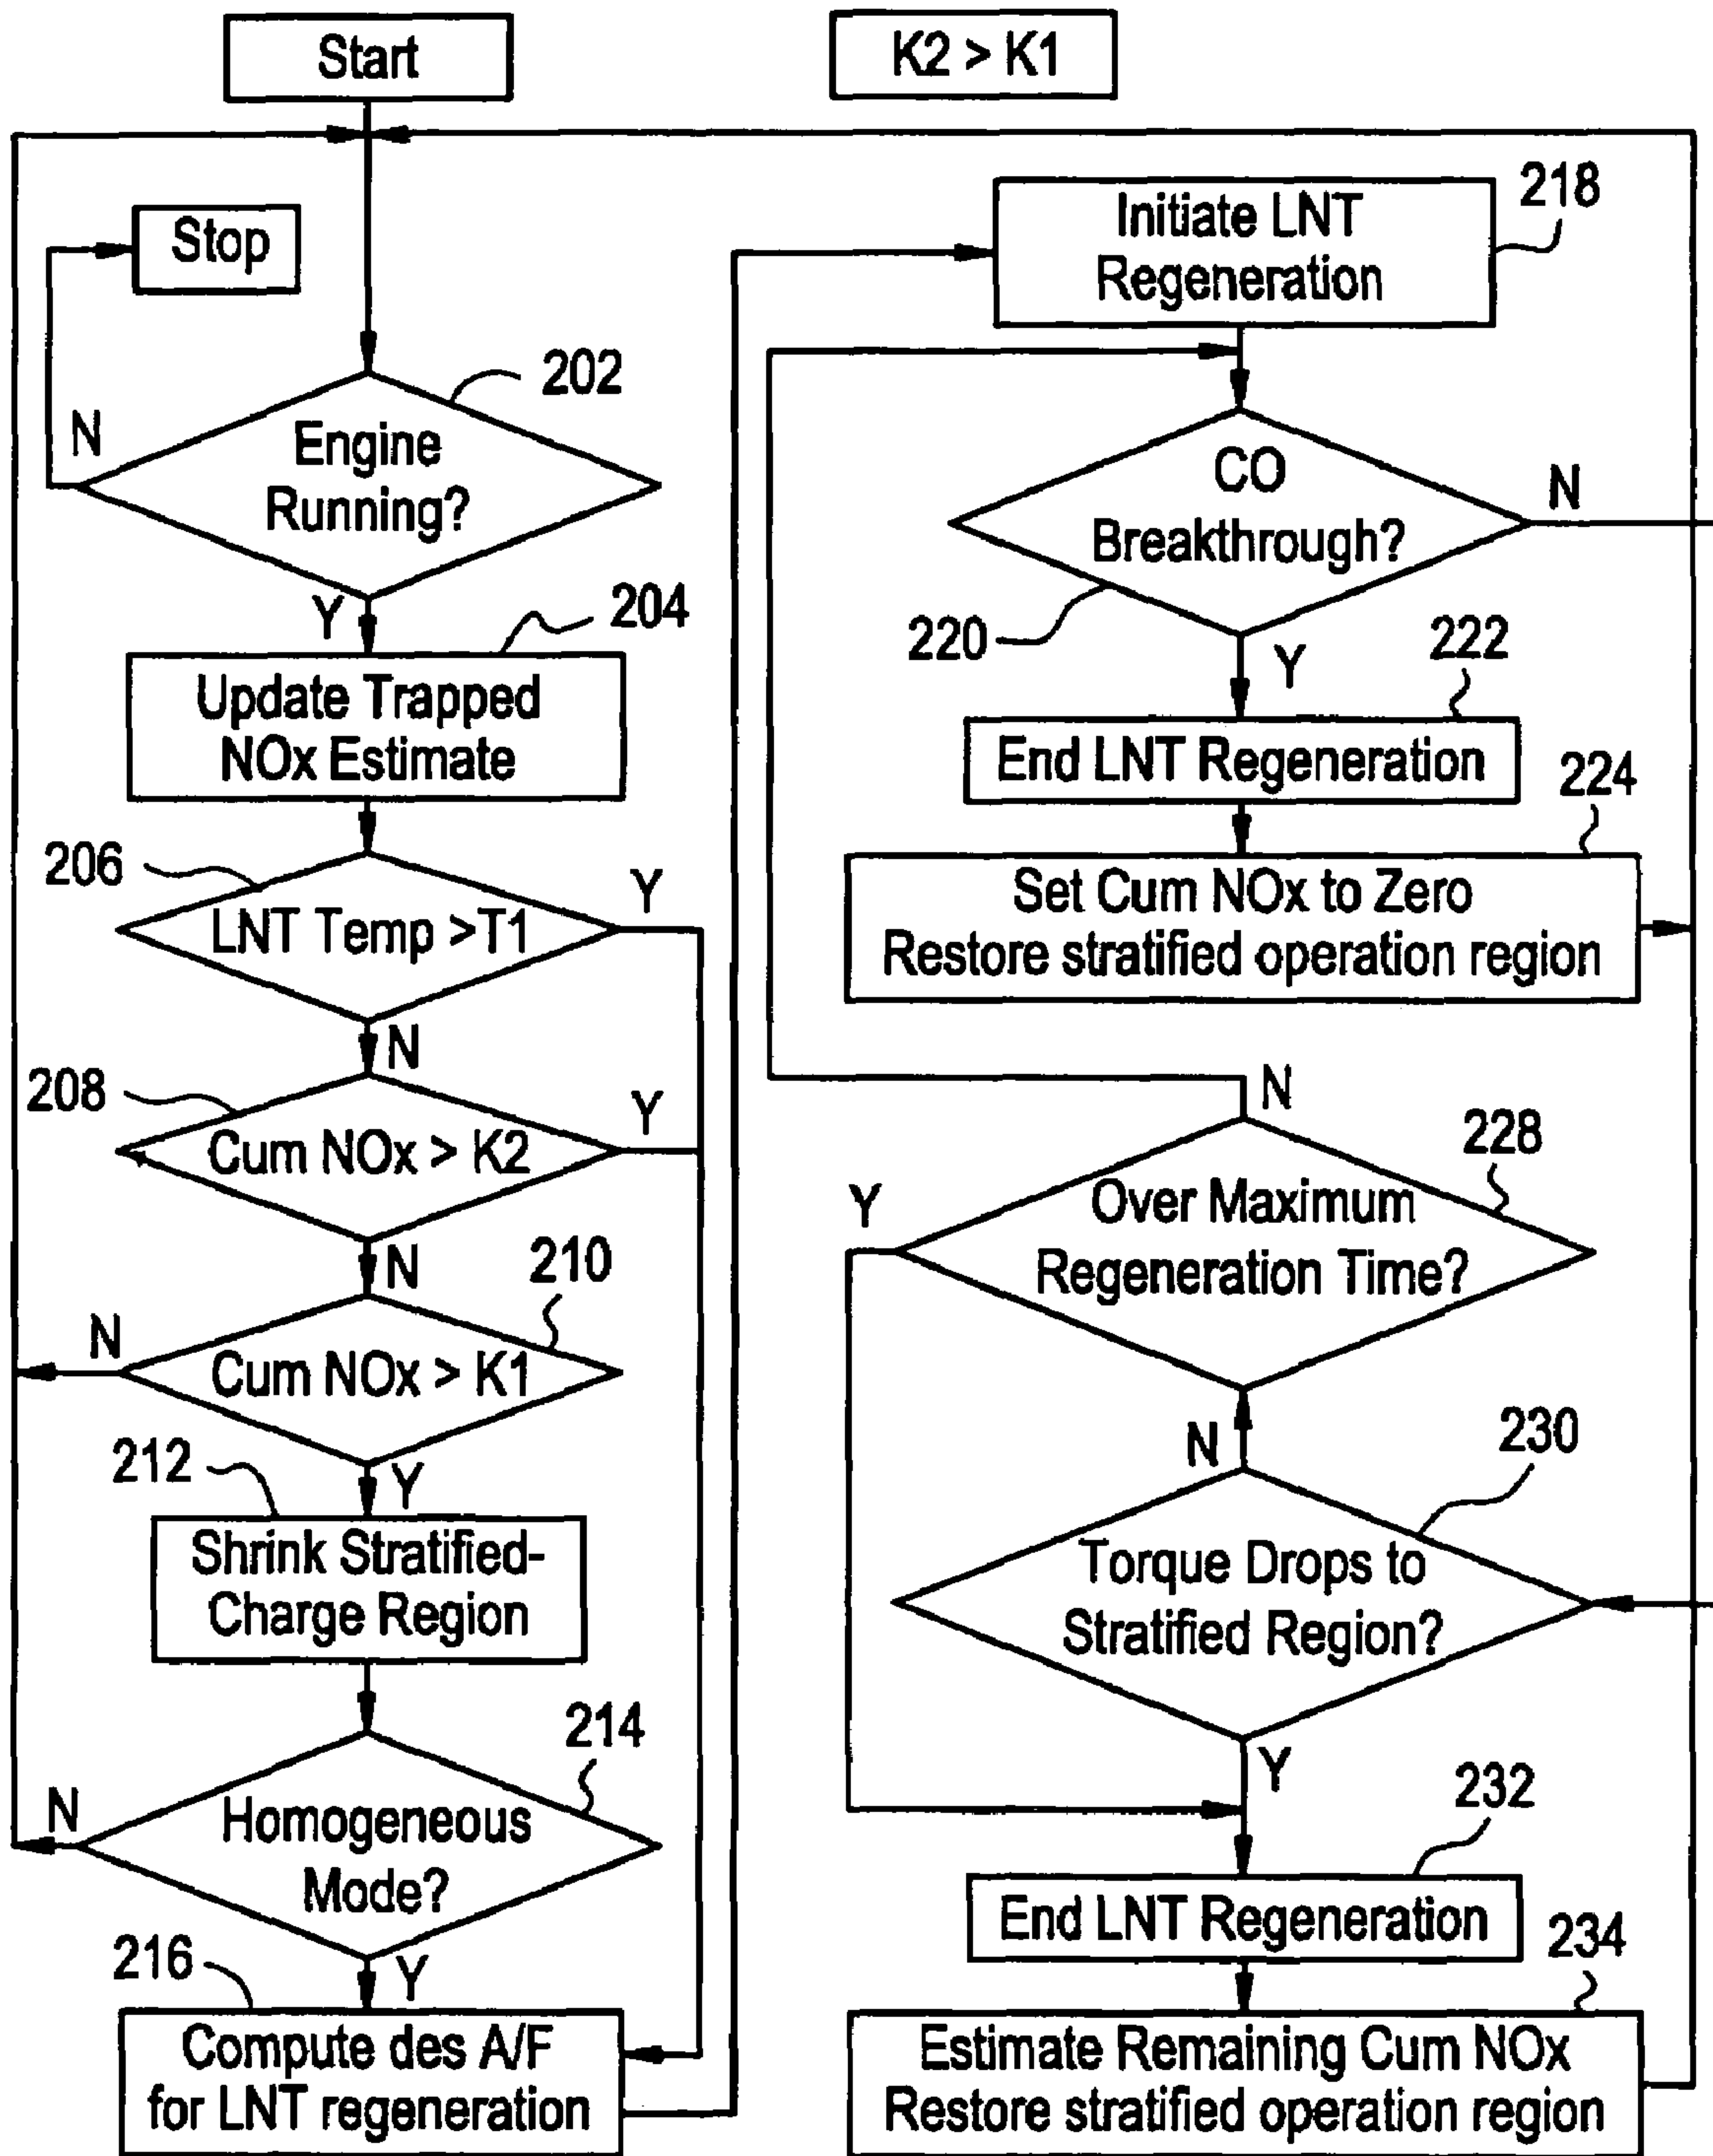 Start
K2 > K1
Stop
N
202
Engine
Running?
Y
204
Update Trapped
NOx Estimate
206
LNT Temp >T1
Y
N
208
Cum NOx > K2
Y
N
210
Cum NOx > K1
N
Y
212
Shrink Stratified-
Charge Region
214
Homogeneous
Mode?
N
Y
216
Compute des A/F
for LNT regeneration
218
Initiate LNT
Regeneration
CO
Breakthrough?
N
220
Y
222
End LNT Regeneration
224
Set Cum NOx to Zero
Restore stratified operation region
N
228
Over Maximum
Regeneration Time?
Y
N
230
Torque Drops to
Stratified Region?
Y
232
End LNT Regeneration
234
Estimate Remaining Cum NOx
Restore stratified operation region